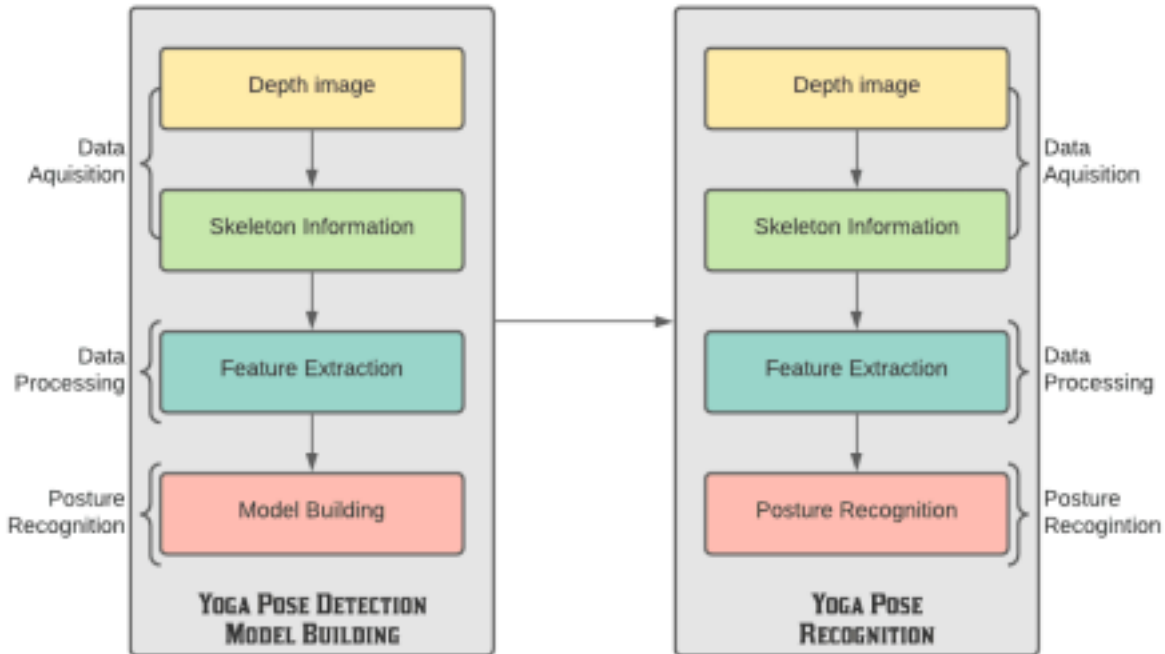 Depth image
Data
Aquisition
Skeleton Information
Data
Processing
Feature Extraction
Posture
Recognition
Model Building
YOGA POSE DETECTION
MODEL BUILDING
Depth image
Data
Aquisition
Skeleton Information
Feature Extraction
Data
Processing
Posture Recognition
Posture
Recogintion
YOGA POSE
RECOGNITION